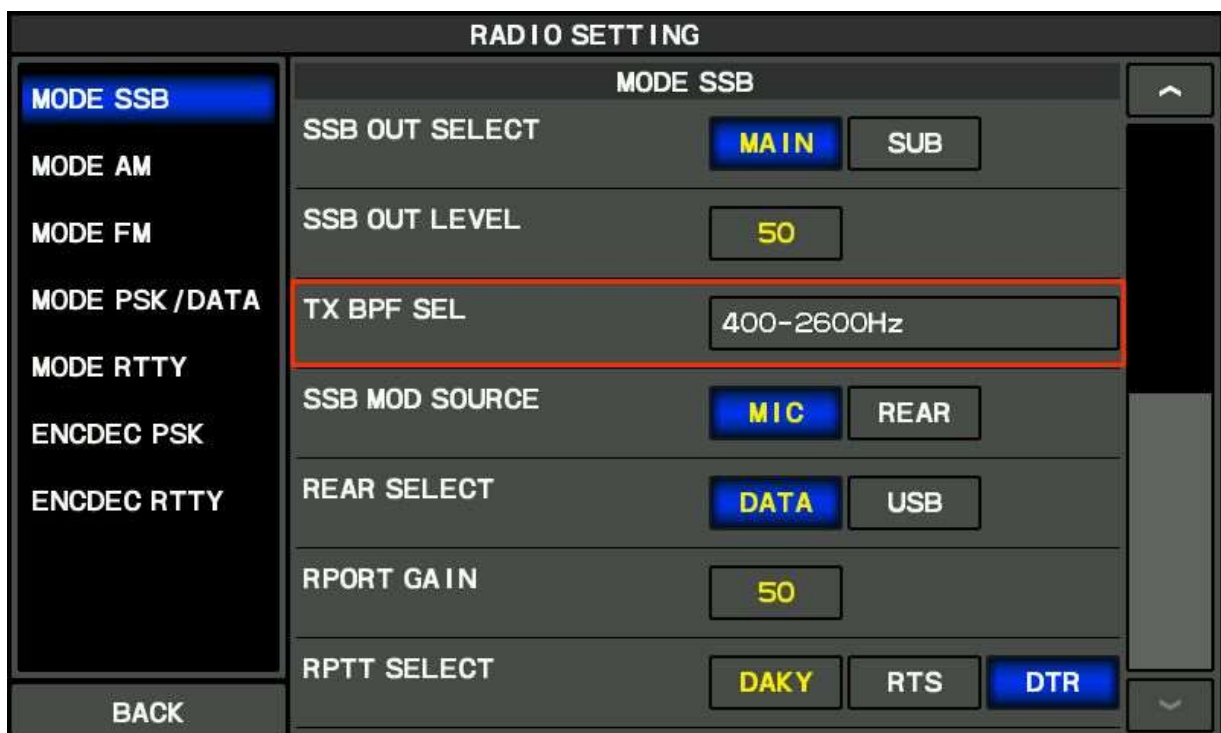 RADIO SETTING
MODE SSB
MODE AM
MODE FM
MODE PSK/DATA
MODE RTTY
ENCDEC PSK
ENCDEC RTTY
BACK
MODE SSB
SSB OUT SELECT MAIN SUB
SSB OUT LEVEL 50
TX BPF SEL 400-2600Hz
SSB MOD SOURCE MIC REAR
REAR SELECT DATA USB
RPORT GAIN 50
RPTT SELECT DAKY RTS DTR